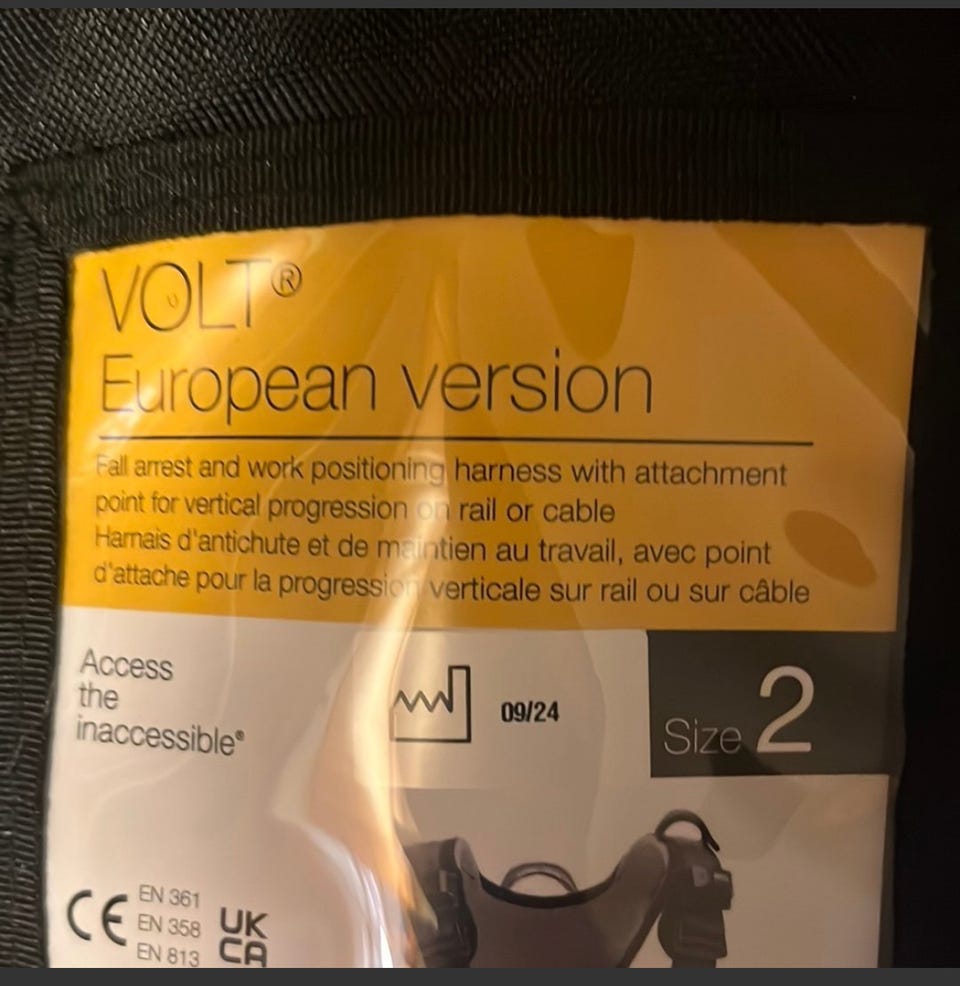 VOLT®
European version
Fall arrest and work positioning harness with attachment
point for vertical progression on rail or cable
Harnais d'antichute et de maintien au travail, avec point
d'attache pour la progression verticale sur rail ou sur câble
Access
the
inaccessible®
09/24
Size 2
CE
EN 361
EN 358
EN 813
UK
CA